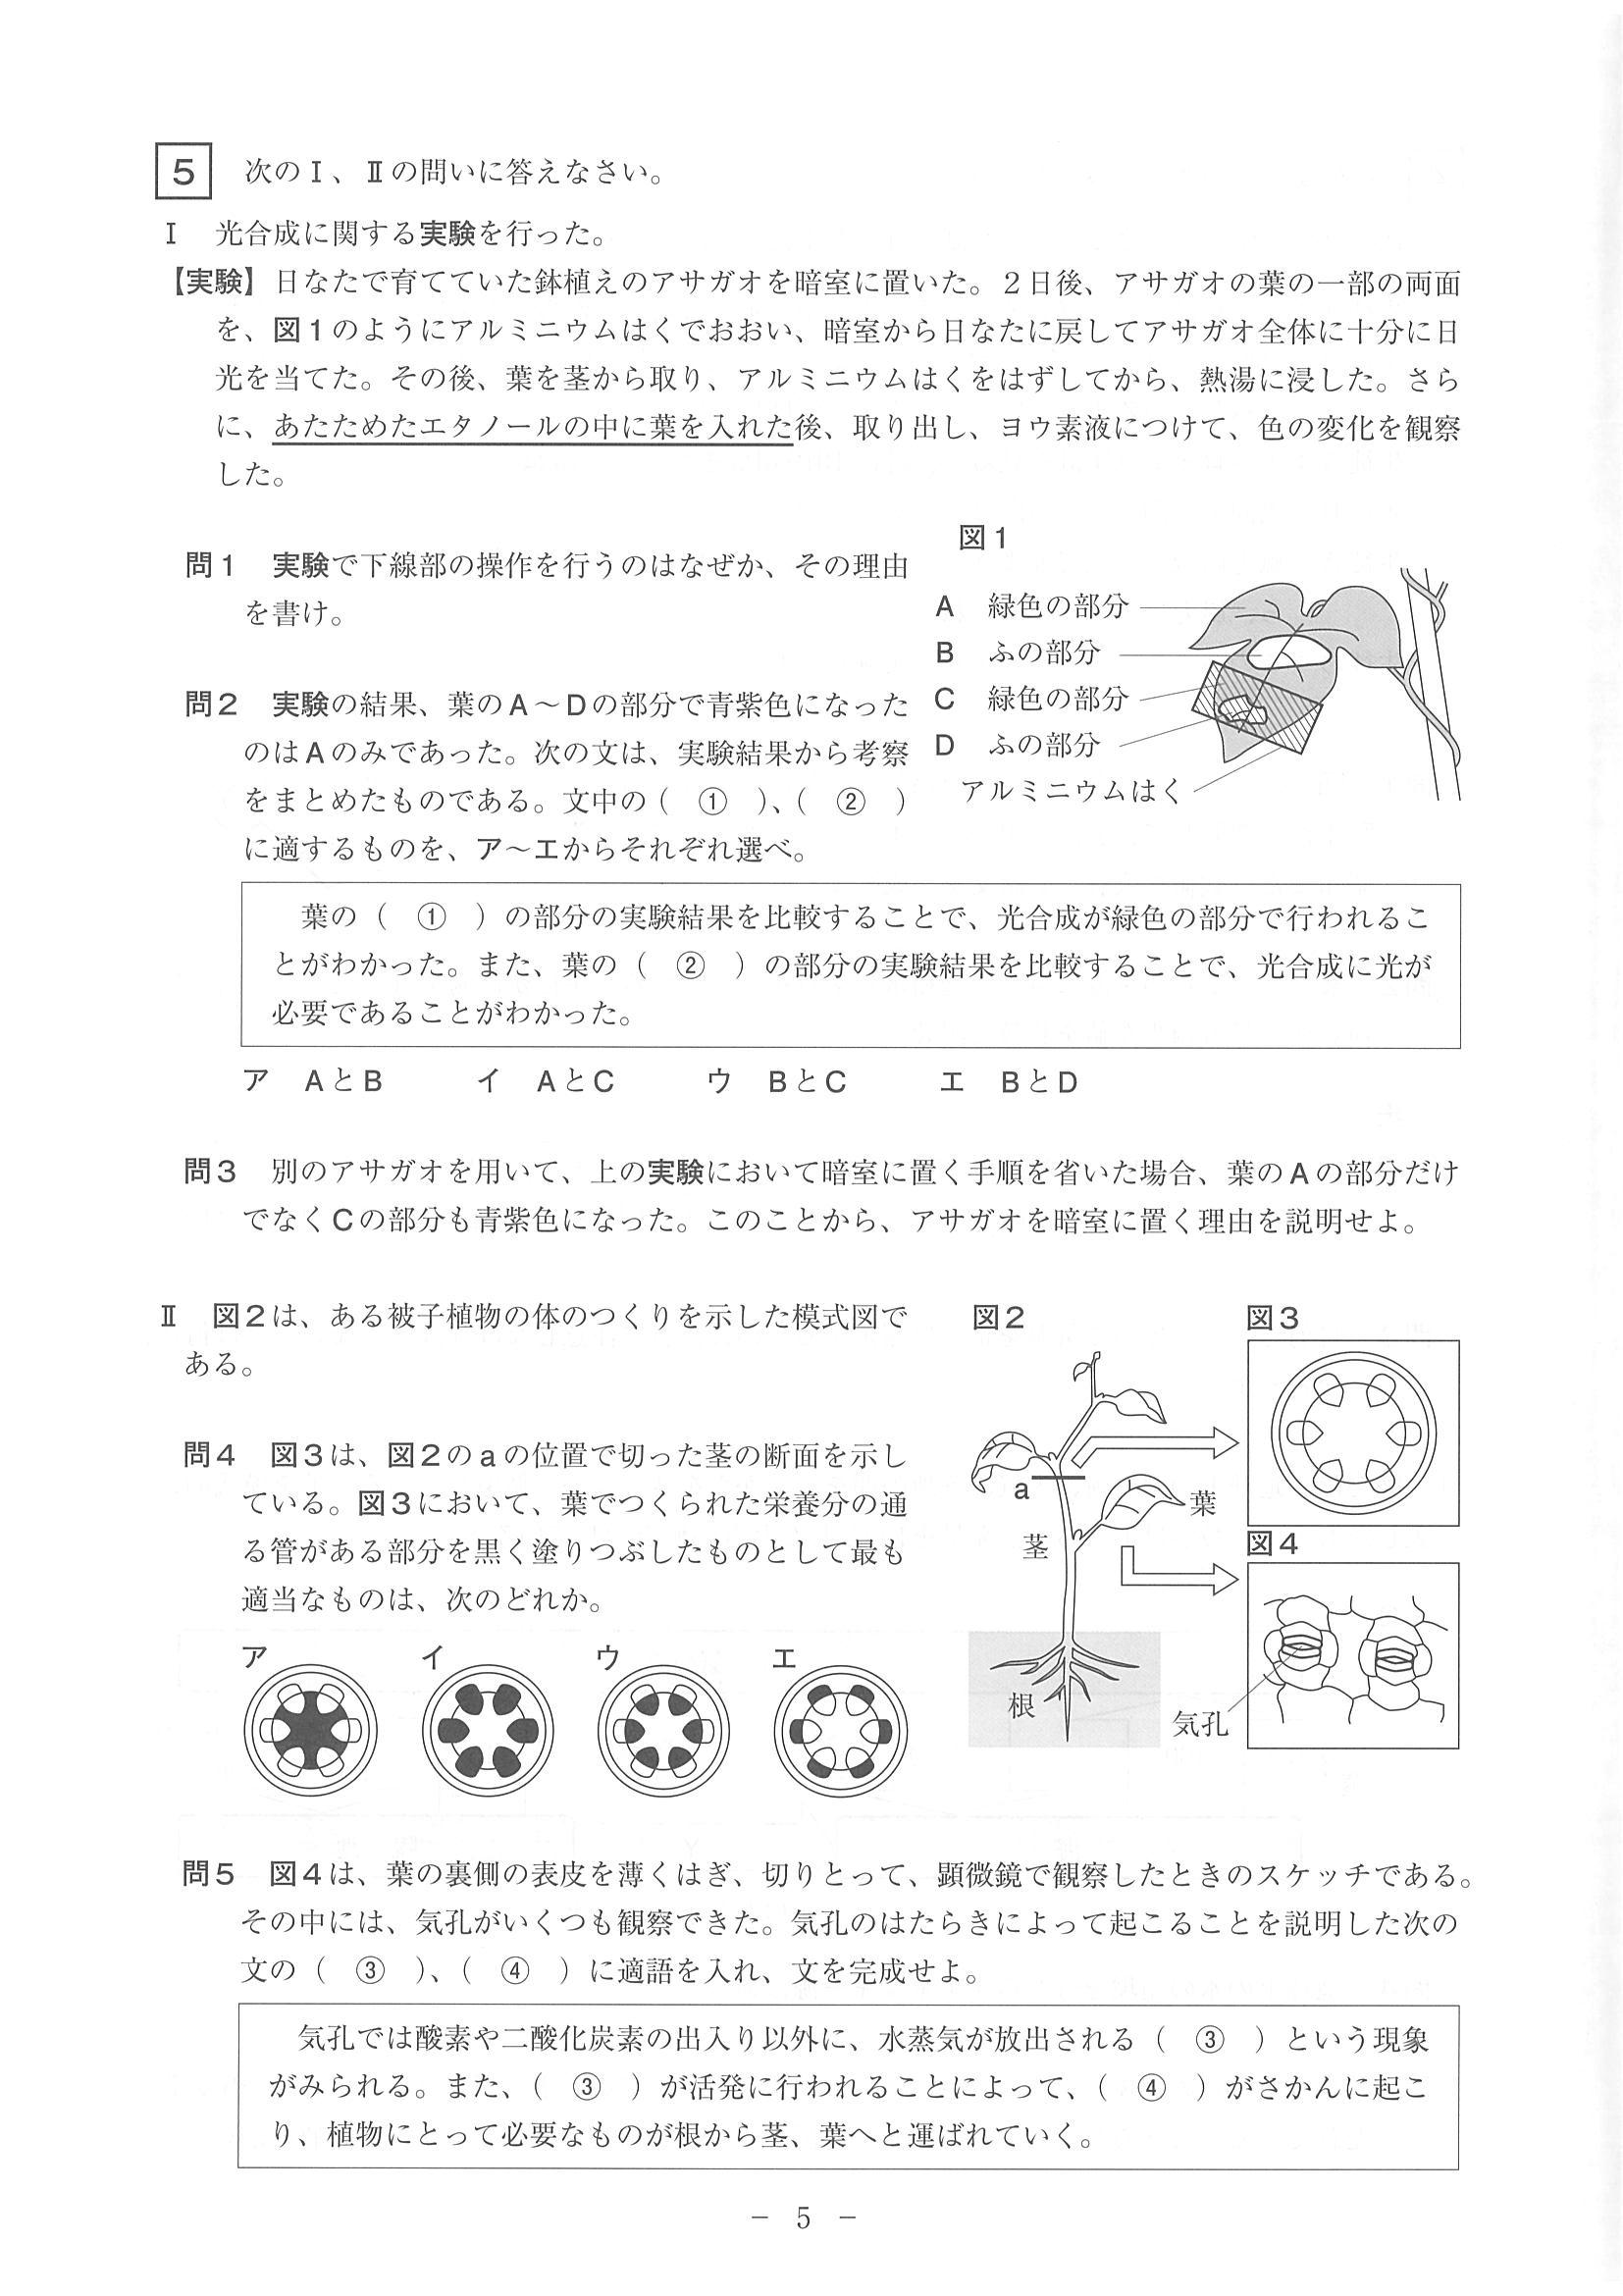 5 次のⅠ、Ⅱの問いに答えなさい。
Ⅰ 光合成に関する実験を行った。
【実験】日なたで育てていた鉢植えのアサガオを暗室に置いた。２日後、アサガオの葉の一部の両面
を、図１のようにアルミニウムはくでおおい、暗室から日なたに戻してアサガオ全体に十分に日
光を当てた。その後、葉を茎から取り、アルミニウムはくをはずしてから、熱湯に浸した。さら
に、あたためたエタノールの中に葉を入れた後、取り出し、ヨウ素液につけて、色の変化を観察
した。
問１ 実験で下線部の操作を行うのはなぜか、その理由
を書け。
図１
A 緑色の部分
B ふの部分
C 緑色の部分
D ふの部分
アルミニウムはく
問２ 実験の結果、葉のＡ～Ｄの部分で青紫色になった
のはＡのみであった。次の文は、実験結果から考察
をまとめたものである。文中の（ ① ）、（ ② ）
に適するものを、ア～エからそれぞれ選べ。
葉の（ ① ）の部分の実験結果を比較することで、光合成が緑色の部分で行われるこ
とがわかった。また、葉の（ ② ）の部分の実験結果を比較することで、光合成に光が
必要であることがわかった。
ア ＡとＢ イ ＡとＣ ウ ＢとＣ エ ＢとＤ
問３ 別のアサガオを用いて、上の実験において暗室に置く手順を省いた場合、葉のＡの部分だけ
でなくＣの部分も青紫色になった。このことから、アサガオを暗室に置く理由を説明せよ。
Ⅱ 図２は、ある被子植物の体のつくりを示した模式図で
ある。
図２
a
葉
茎
根
図３
図４
気孔
問４ 図３は、図２のaの位置で切った茎の断面を示し
ている。図３において、葉でつくられた栄養分の通
る管がある部分を黒く塗りつぶしたものとして最も
適当なものは、次のどれか。
ア イ ウ エ
問５ 図４は、葉の裏側の表皮を薄くはぎ、切りとって、顕微鏡で観察したときのスケッチである。
その中には、気孔がいくつも観察できた。気孔のはたらきによって起こることを説明した次の
文の（ ③ ）、（ ④ ）に適語を入れ、文を完成せよ。
気孔では酸素や二酸化炭素の出入り以外に、水蒸気が放出される（ ③ ）という現象
がみられる。また、（ ③ ）が活発に行われることによって、（ ④ ）がさかんに起こ
り、植物にとって必要なものが根から茎、葉へと運ばれていく。
－ 5 －